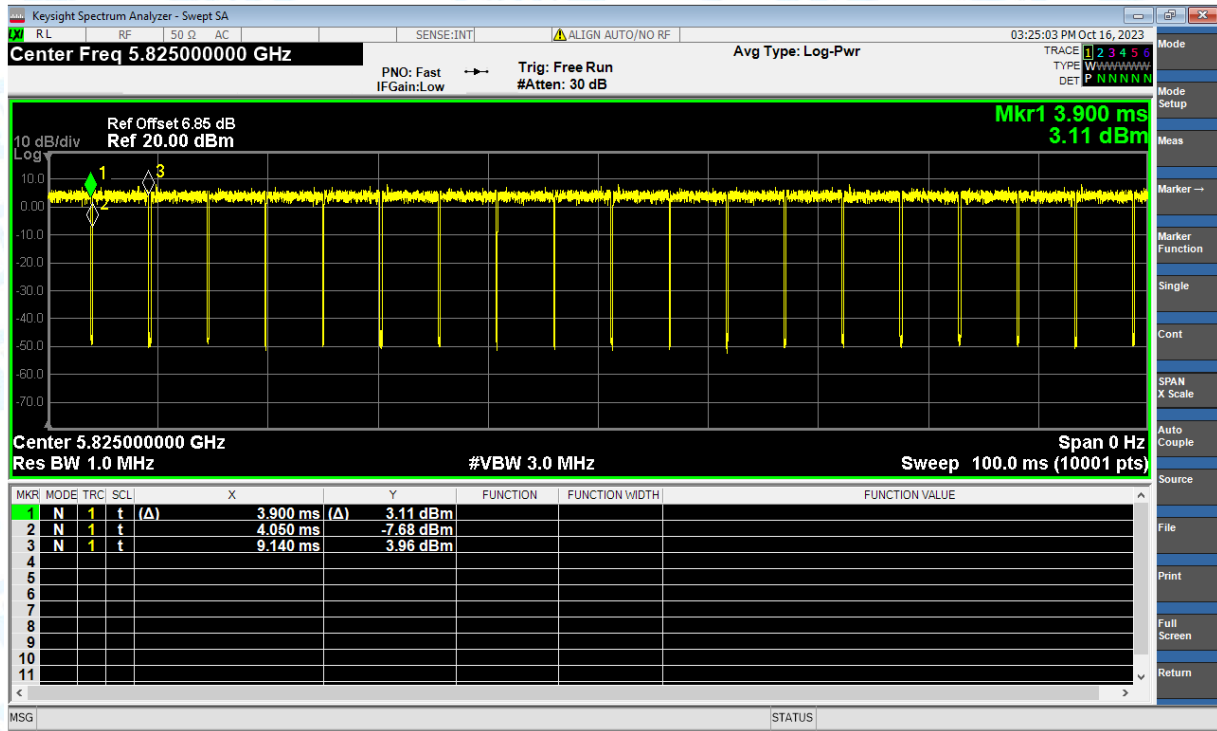 Keysight Spectrum Analyzer - Swept SA
LXI RL RF 50 Ω AC SENSE:INT ALIGN AUTO/NO RF 03:25:03 PM Oct 16, 2023
Center Freq 5.825000000 GHz
PNO: Fast
IFGain:Low
Trig: Free Run
#Atten: 30 dB
Avg Type: Log-Pwr
TRACE 1 2 3 4 5 6
TYPE WWWWWW
DET P N N N N N
Mkr1 3.900 ms
3.11 dBm
Ref Offset 6.85 dB
10 dB/div Ref 20.00 dBm
Log
1
2
3
10.0
0.00
-10.0
-20.0
-30.0
-40.0
-50.0
-60.0
-70.0
Center 5.825000000 GHz Span 0 Hz
Res BW 1.0 MHz #VBW 3.0 MHz Sweep 100.0 ms (10001 pts)
MKR MODE TRC SCL X Y FUNCTION FUNCTION WIDTH FUNCTION VALUE
1 N 1 t (Δ) 3.900 ms (Δ) 3.11 dBm
2 N 1 t 4.050 ms -7.68 dBm
3 N 1 t 9.140 ms 3.96 dBm
4
5
6
7
8
9
10
11
MSG STATUS
Mode
Mode
Setup
Meas
Marker →
Marker
Function
Single
Cont
SPAN
X Scale
Auto
Couple
Source
File
Print
Full
Screen
Return